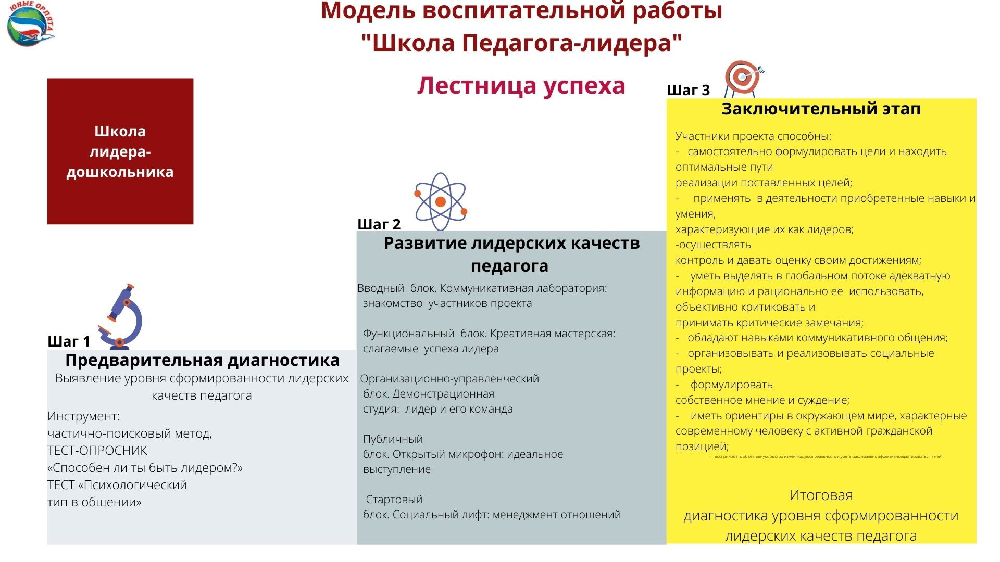 ЮНЫЕ ОРЛЯТА
Модель воспитательной работы
"Школа Педагога-лидера"
Лестница успеха
Школа
лидера-
дошкольника
Шаг 1
Предварительная диагностика
Выявление уровня сформированности лидерских
качеств педагога
Инструмент:
частично-поисковый метод,
ТЕСТ-ОПРОСНИК
«Способен ли ты быть лидером?»
ТЕСТ «Психологический
тип в общении»
Шаг 2
Развитие лидерских качеств
педагога
Вводный блок. Коммуникативная лаборатория:
знакомство участников проекта
Функциональный блок. Креативная мастерская:
слагаемые успеха лидера
Организационно-управленческий
блок. Демонстрационная
студия: лидер и его команда
Публичный
блок. Открытый микрофон: идеальное
выступление
Стартовый
блок. Социальный лифт: менеджмент отношений
Шаг 3
Заключительный этап
Участники проекта способны:
- самостоятельно формулировать цели и находить
оптимальные пути
реализации поставленных целей;
- применять в деятельности приобретенные навыки и
умения,
характеризующие их как лидеров;
-осуществлять
контроль и давать оценку своим достижениям;
- уметь выделять в глобальном потоке адекватную
информацию и рационально ее использовать,
объективно критиковать и
принимать критические замечания;
- обладают навыками коммуникативного общения;
- организовывать и реализовывать социальные
проекты;
- формулировать
собственное мнение и суждение;
- иметь ориентиры в окружающем мире, характерные
современному человеку с активной гражданской
позицией;
- воспринимать объективную, быстро изменяющуюся реальность и уметь максимально эффективноадаптироваться к ней.
Итоговая
диагностика уровня сформированности
лидерских качеств педагога